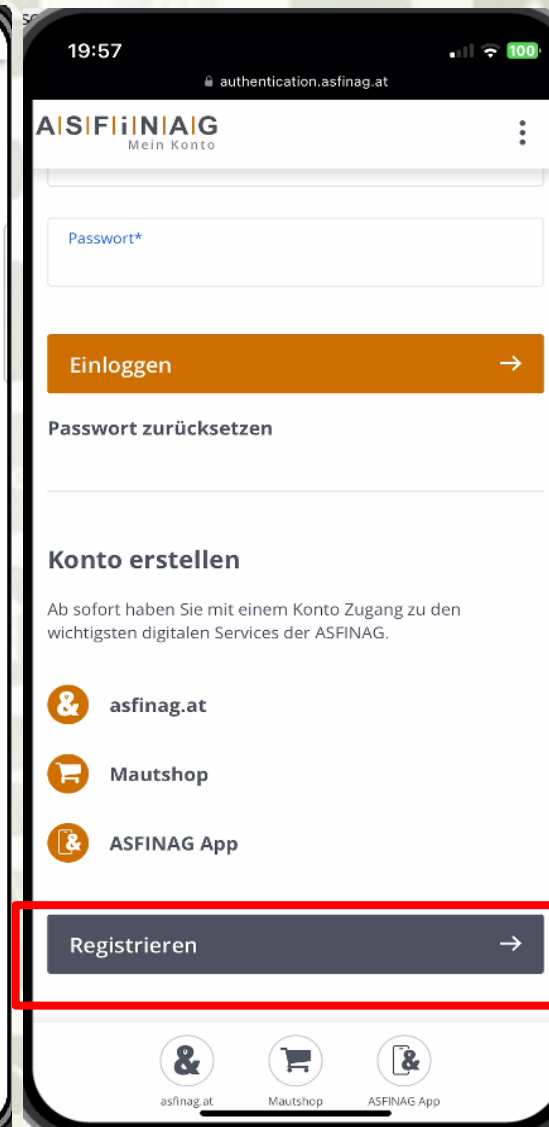 19:57
100
authentication.asfinag.at
A|S|F|i|N|A|G
Mein Konto
Passwort*
Einloggen →
Passwort zurücksetzen
Konto erstellen
Ab sofort haben Sie mit einem Konto Zugang zu den
wichtigsten digitalen Services der ASFINAG.
& asfinag.at
Mautshop
& ASFINAG App
Registrieren →
& &
asfinag.at Mautshop ASFINAG App